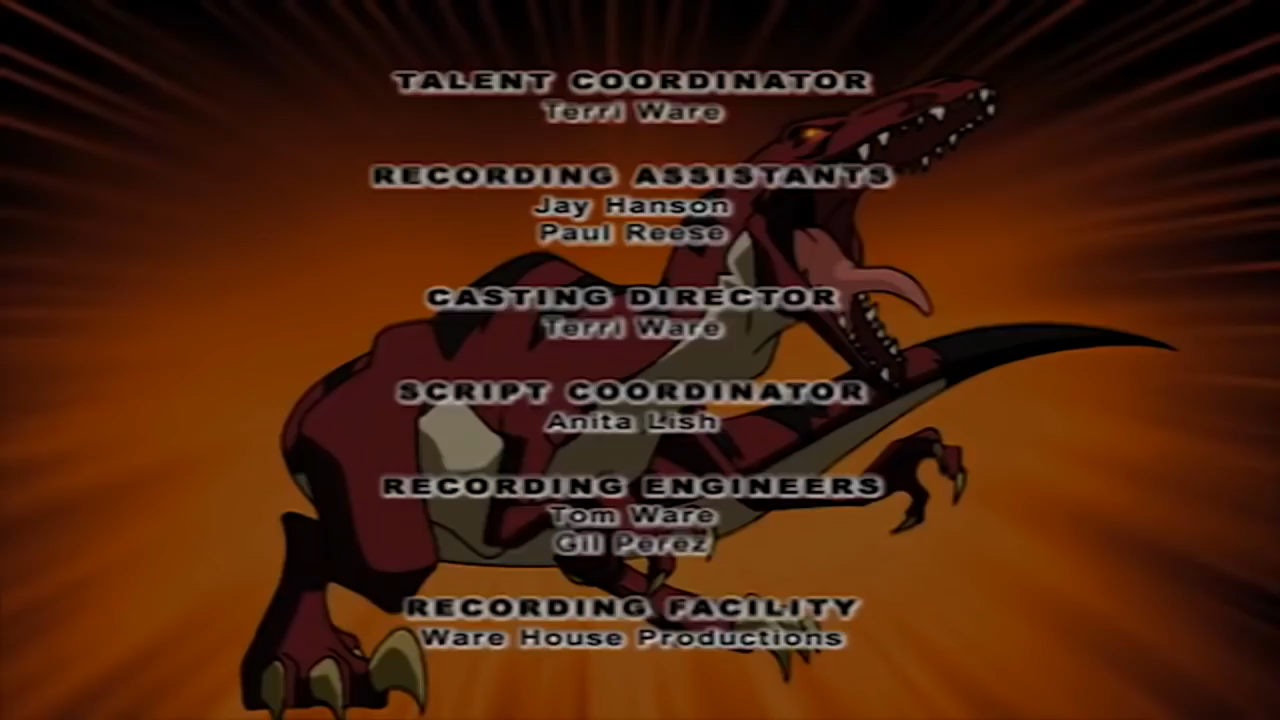 TALENT COORDINATOR
Terri Ware
RECORDING ASSISTANTS
Jay Hanson
Paul Reese
CASTING DIRECTOR
Terri Ware
SCRIPT COORDINATOR
Anita Lish
RECORDING ENGINEERS
Tom Ware
Gil Perez
RECORDING FACILITY
Ware House Productions